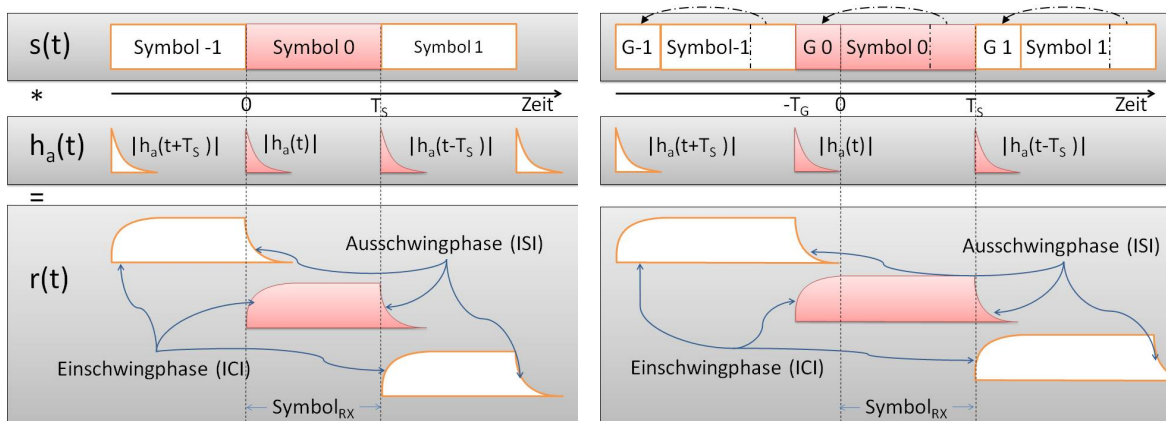 s(t)
Symbol -1
Symbol 0
Symbol 1
*
0
T_S
Zeit
h_a(t)
|h_a(t+T_S )|
|h_a(t)|
|h_a(t-T_S )|
=
r(t)
Ausschwingphase (ISI)
Einschwingphase (ICI)
Symbol_RX
G-1
Symbol-1
G 0
Symbol 0
G 1
Symbol 1
-T_G
0
T_S
Zeit
|h_a(t+T_S )|
|h_a(t)|
|h_a(t-T_S )|
Ausschwingphase (ISI)
Einschwingphase (ICI)
Symbol_RX